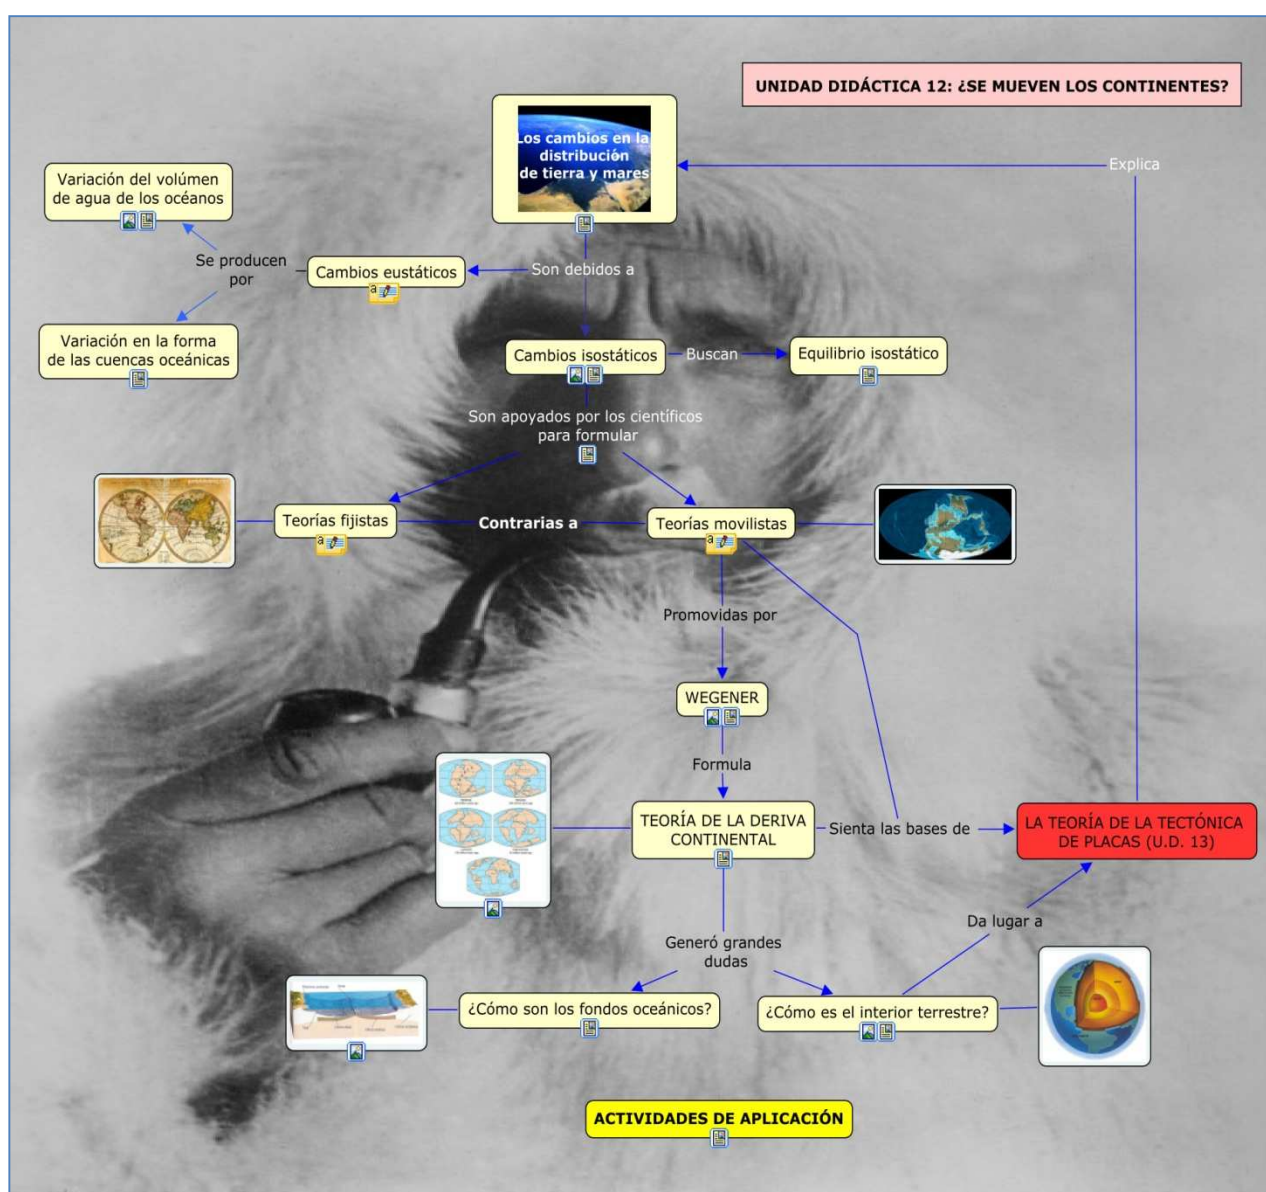 UNIDAD DIDÁCTICA 12: ¿SE MUEVEN LOS CONTINENTES?
Los cambios en la
distribución
de tierra y mares
Explica
Variación del volúmen
de agua de los océanos
Se producen
por
Cambios eustáticos
Son debidos a
Variación en la forma
de las cuencas oceánicas
Cambios isostáticos
Buscan
Equilibrio isostático
Son apoyados por los científicos
para formular
Teorías fijistas
Contrarias a
Teorías movilistas
Promovidas por
WEGENER
Formula
TEORÍA DE LA DERIVA
CONTINENTAL
Sienta las bases de
LA TEORÍA DE LA TECTÓNICA
DE PLACAS (U.D. 13)
Da lugar a
Generó grandes
dudas
¿Cómo son los fondos oceánicos?
¿Cómo es el interior terrestre?
ACTIVIDADES DE APLICACIÓN